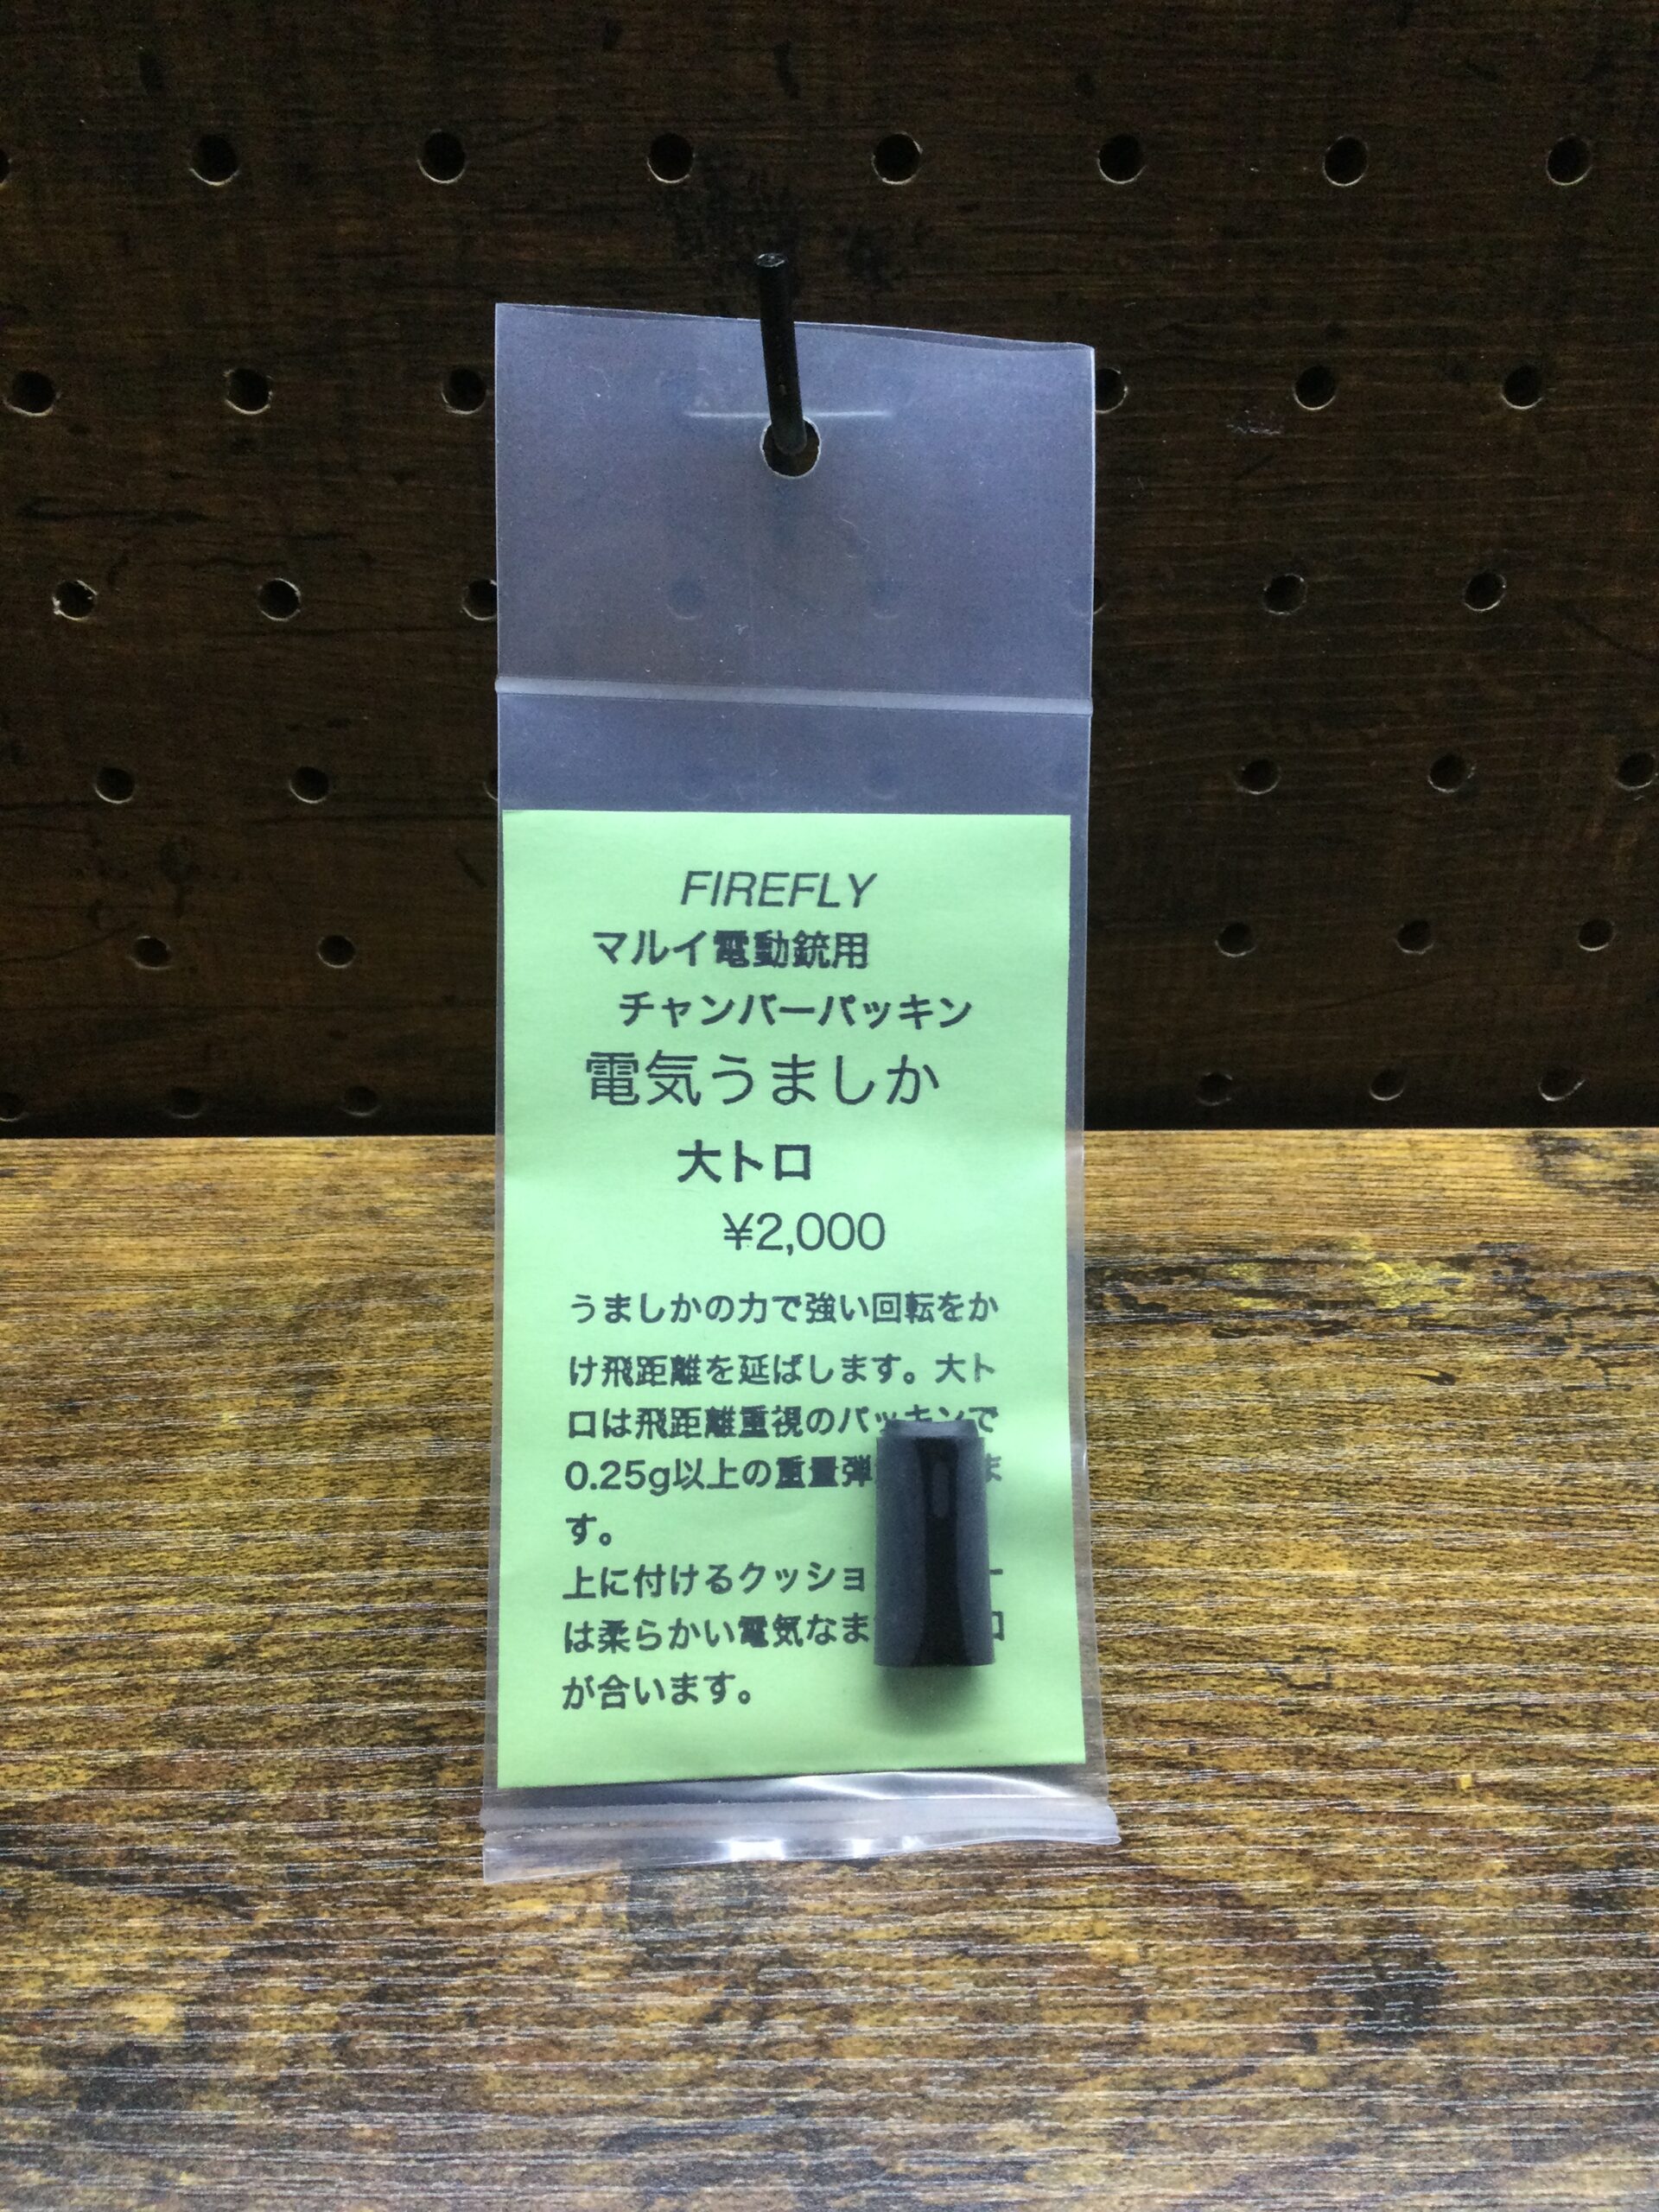 FIREFLY
マルイ電動銃用
チャンバーパッキン
電気うましか
大トロ
¥2,000
うましかの力で強い回転をか
け飛距離を延ばします。大ト
ロは飛距離重視のパッキンで
0.25g以上の重量弾 ま
す。
上に付けるクッショ ー
は柔らかい電気なま ロ
が合います。